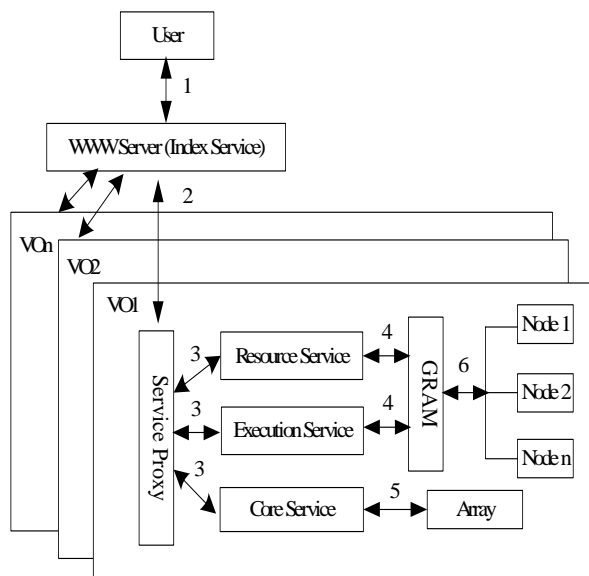 User
1
WWW Server (Index Service)
2
VOn
VO2
VO1
Service Proxy
3
Resource Service
4
GRAM
6
Node 1
3
Execution Service
4
Node 2
3
Core Service
5
Array
Node n